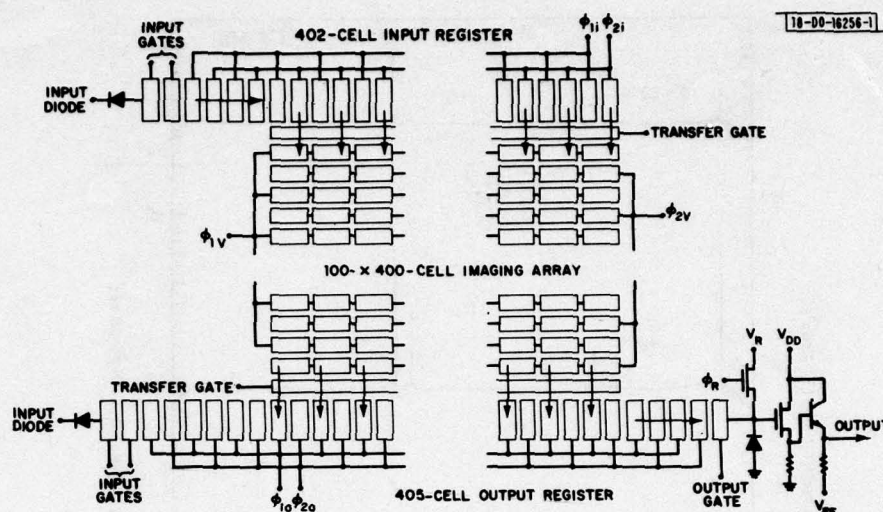 18-DO-16256-1
402-CELL INPUT REGISTER
ϕ1i ϕ2i
INPUT
GATES
INPUT
DIODE
TRANSFER GATE
ϕ1V
ϕ2V
100- × 400-CELL IMAGING ARRAY
VR
VDD
ϕR
TRANSFER GATE
INPUT
DIODE
OUTPUT
INPUT
GATES
ϕ1o ϕ2o
405-CELL OUTPUT REGISTER
OUTPUT
GATE